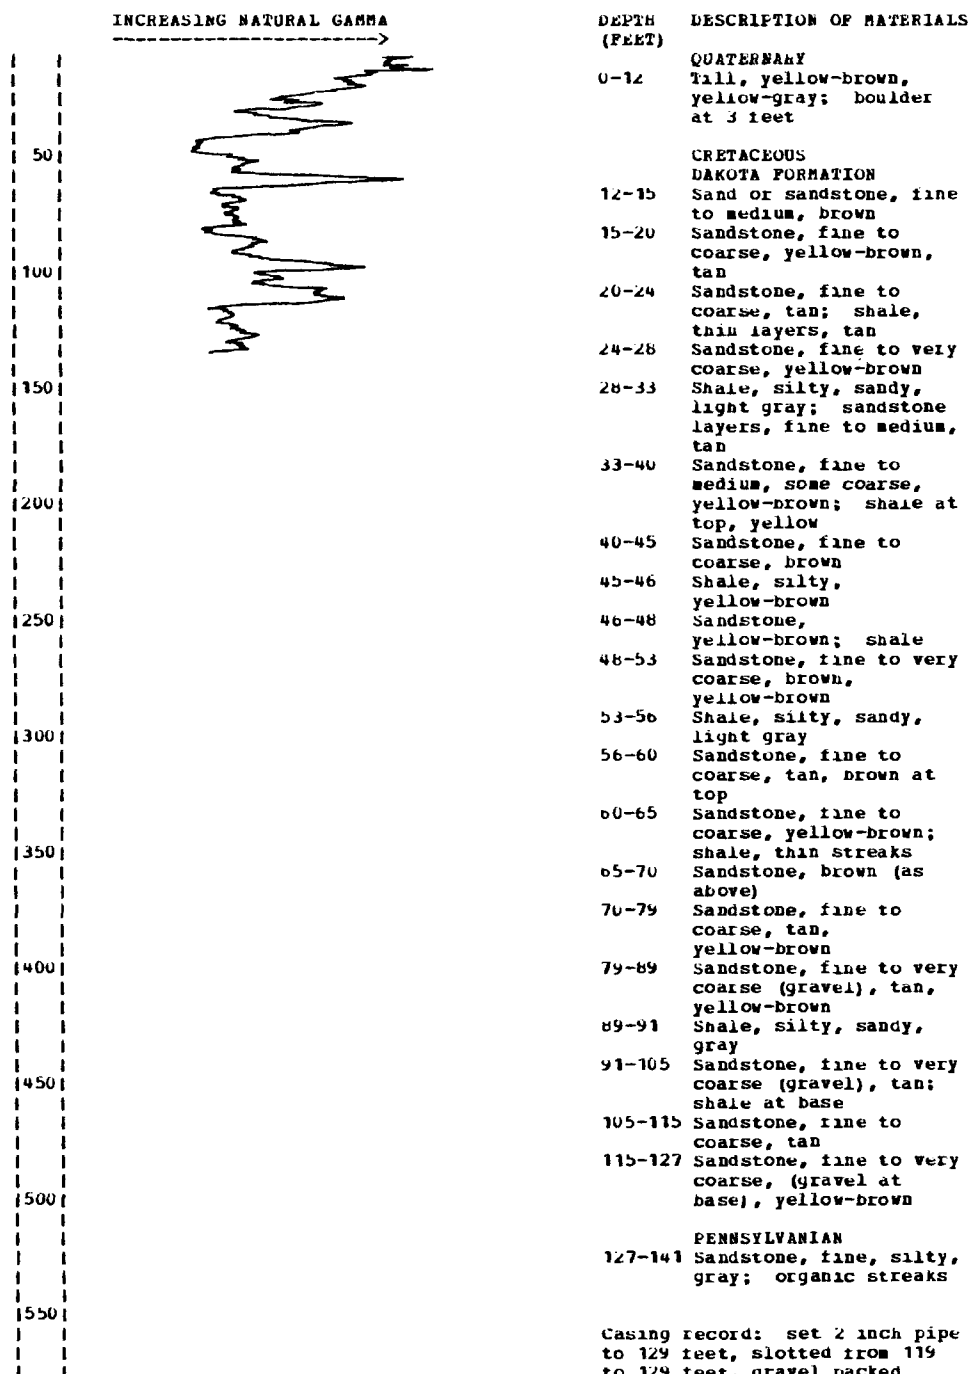 INCREASING NATURAL GAMMA
DEPTH DESCRIPTION OF MATERIALS
(FEET)
QUATERNARY
0-12 Till, yellow-brown,
yellow-gray; boulder
at 3 feet
50
CRETACEOUS
DAKOTA FORMATION
12-15 Sand or sandstone, fine
to medium, brown
15-20 Sandstone, fine to
coarse, yellow-brown,
100
tan
20-24 Sandstone, fine to
coarse, tan; shale,
thin layers, tan
24-28 Sandstone, fine to very
coarse, yellow-brown
150
28-33 Shale, silty, sandy,
light gray; sandstone
layers, fine to medium,
tan
33-40 Sandstone, fine to
medium, some coarse,
200
yellow-brown; shale at
top, yellow
40-45 Sandstone, fine to
coarse, brown
45-46 Shale, silty,
yellow-brown
250
46-48 Sandstone,
yellow-brown; shale
48-53 Sandstone, fine to very
coarse, brown,
yellow-brown
53-56 Shale, silty, sandy,
300
light gray
56-60 Sandstone, fine to
coarse, tan, brown at
top
60-65 Sandstone, fine to
coarse, yellow-brown;
350
shale, thin streaks
65-70 Sandstone, brown (as
above)
70-79 Sandstone, fine to
coarse, tan,
yellow-brown
400
79-89 Sandstone, fine to very
coarse (gravel), tan,
yellow-brown
89-91 Shale, silty, sandy,
gray
91-105 Sandstone, fine to very
450
coarse (gravel), tan;
shale at base
105-115 Sandstone, fine to
coarse, tan
115-127 Sandstone, fine to very
coarse, (gravel at
500
base), yellow-brown
PENNSYLVANIAN
127-141 Sandstone, fine, silty,
gray; organic streaks
550
Casing record: set 2 inch pipe
to 129 feet, slotted from 119
to 129 feet, gravel packed